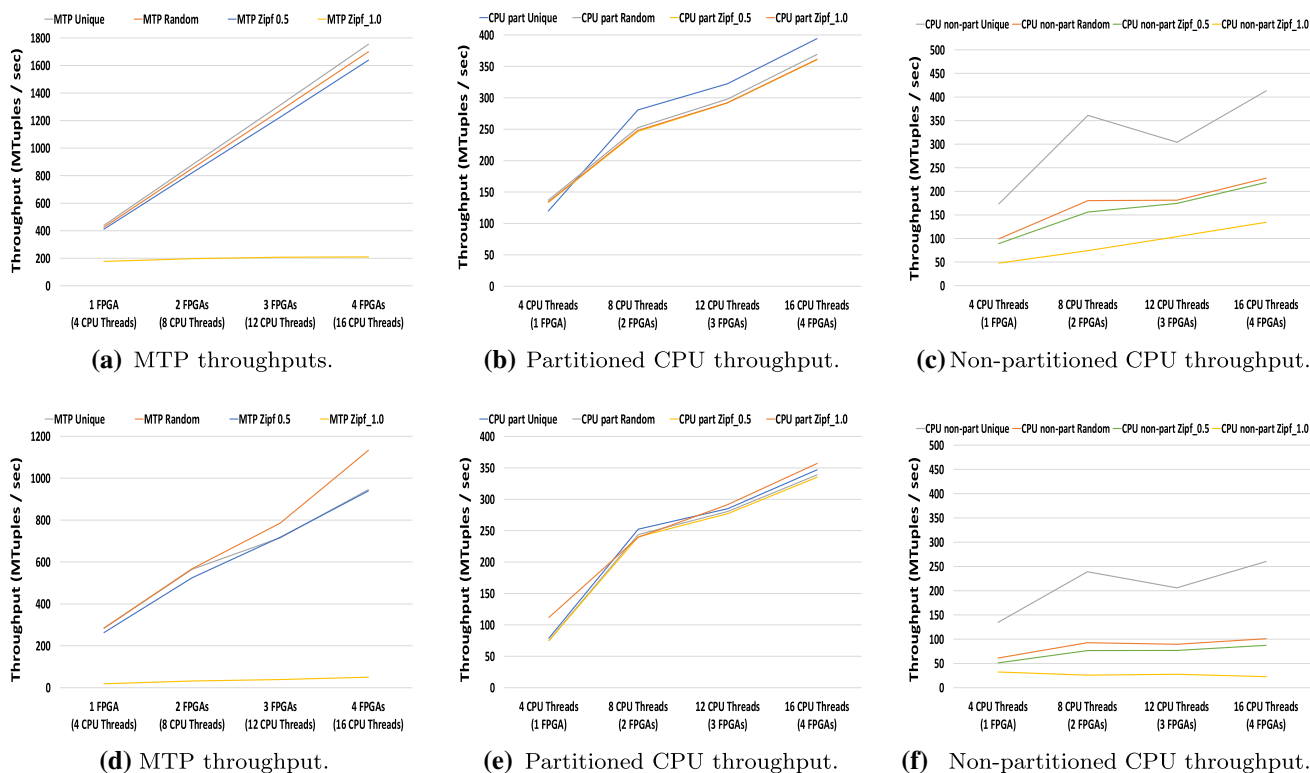 MTP Unique MTP Random MTP Zipf 0.5 MTP Zipf_1.0
Throughput (MTuples / sec)
1800
1600
1400
1200
1000
800
600
400
200
0
1 FPGA 2 FPGAs 3 FPGAs 4 FPGAs
(4 CPU Threads) (8 CPU Threads) (12 CPU Threads) (16 CPU Threads)
(a) MTP throughputs.
CPU part Unique CPU part Random CPU part Zipf_0.5 CPU part Zipf_1.0
Throughput (MTuples / sec)
400
350
300
250
200
150
100
50
0
4 CPU Threads 8 CPU Threads 12 CPU Threads 16 CPU Threads
(1 FPGA) (2 FPGAs) (3 FPGAs) (4 FPGAs)
(b) Partitioned CPU throughput.
CPU non-part Unique CPU non-part Random CPU non-part Zipf_0.5 CPU non-part Zipf_1.0
Throughput (MTuples / sec)
500
450
400
350
300
250
200
150
100
50
0
4 CPU Threads 8 CPU Threads 12 CPU Threads 16 CPU Threads
(1 FPGA) (2 FPGAs) (3 FPGAs) (4 FPGAs)
(c) Non-partitioned CPU throughput.
MTP Unique MTP Random MTP Zipf 0.5 MTP Zipf_1.0
Throughput (MTuples / sec)
1200
1000
800
600
400
200
0
1 FPGA 2 FPGAs 3 FPGAs 4 FPGAs
(4 CPU Threads) (8 CPU Threads) (12 CPU Threads) (16 CPU Threads)
(d) MTP throughput.
CPU part Unique CPU part Random CPU part Zipf_0.5 CPU part Zipf_1.0
Throughput (MTuples / sec)
400
350
300
250
200
150
100
50
0
4 CPU Threads 8 CPU Threads 12 CPU Threads 16 CPU Threads
(1 FPGA) (2 FPGAs) (3 FPGAs) (4 FPGAs)
(e) Partitioned CPU throughput.
CPU non-part Unique CPU non-part Random CPU non-part Zipf_0.5 CPU non-part Zipf_1.0
Throughput (MTuples / sec)
500
450
400
350
300
250
200
150
100
50
0
4 CPU Threads 8 CPU Threads 12 CPU Threads 16 CPU Threads
(1 FPGA) (2 FPGAs) (3 FPGAs) (4 FPGAs)
(f) Non-partitioned CPU throughput.